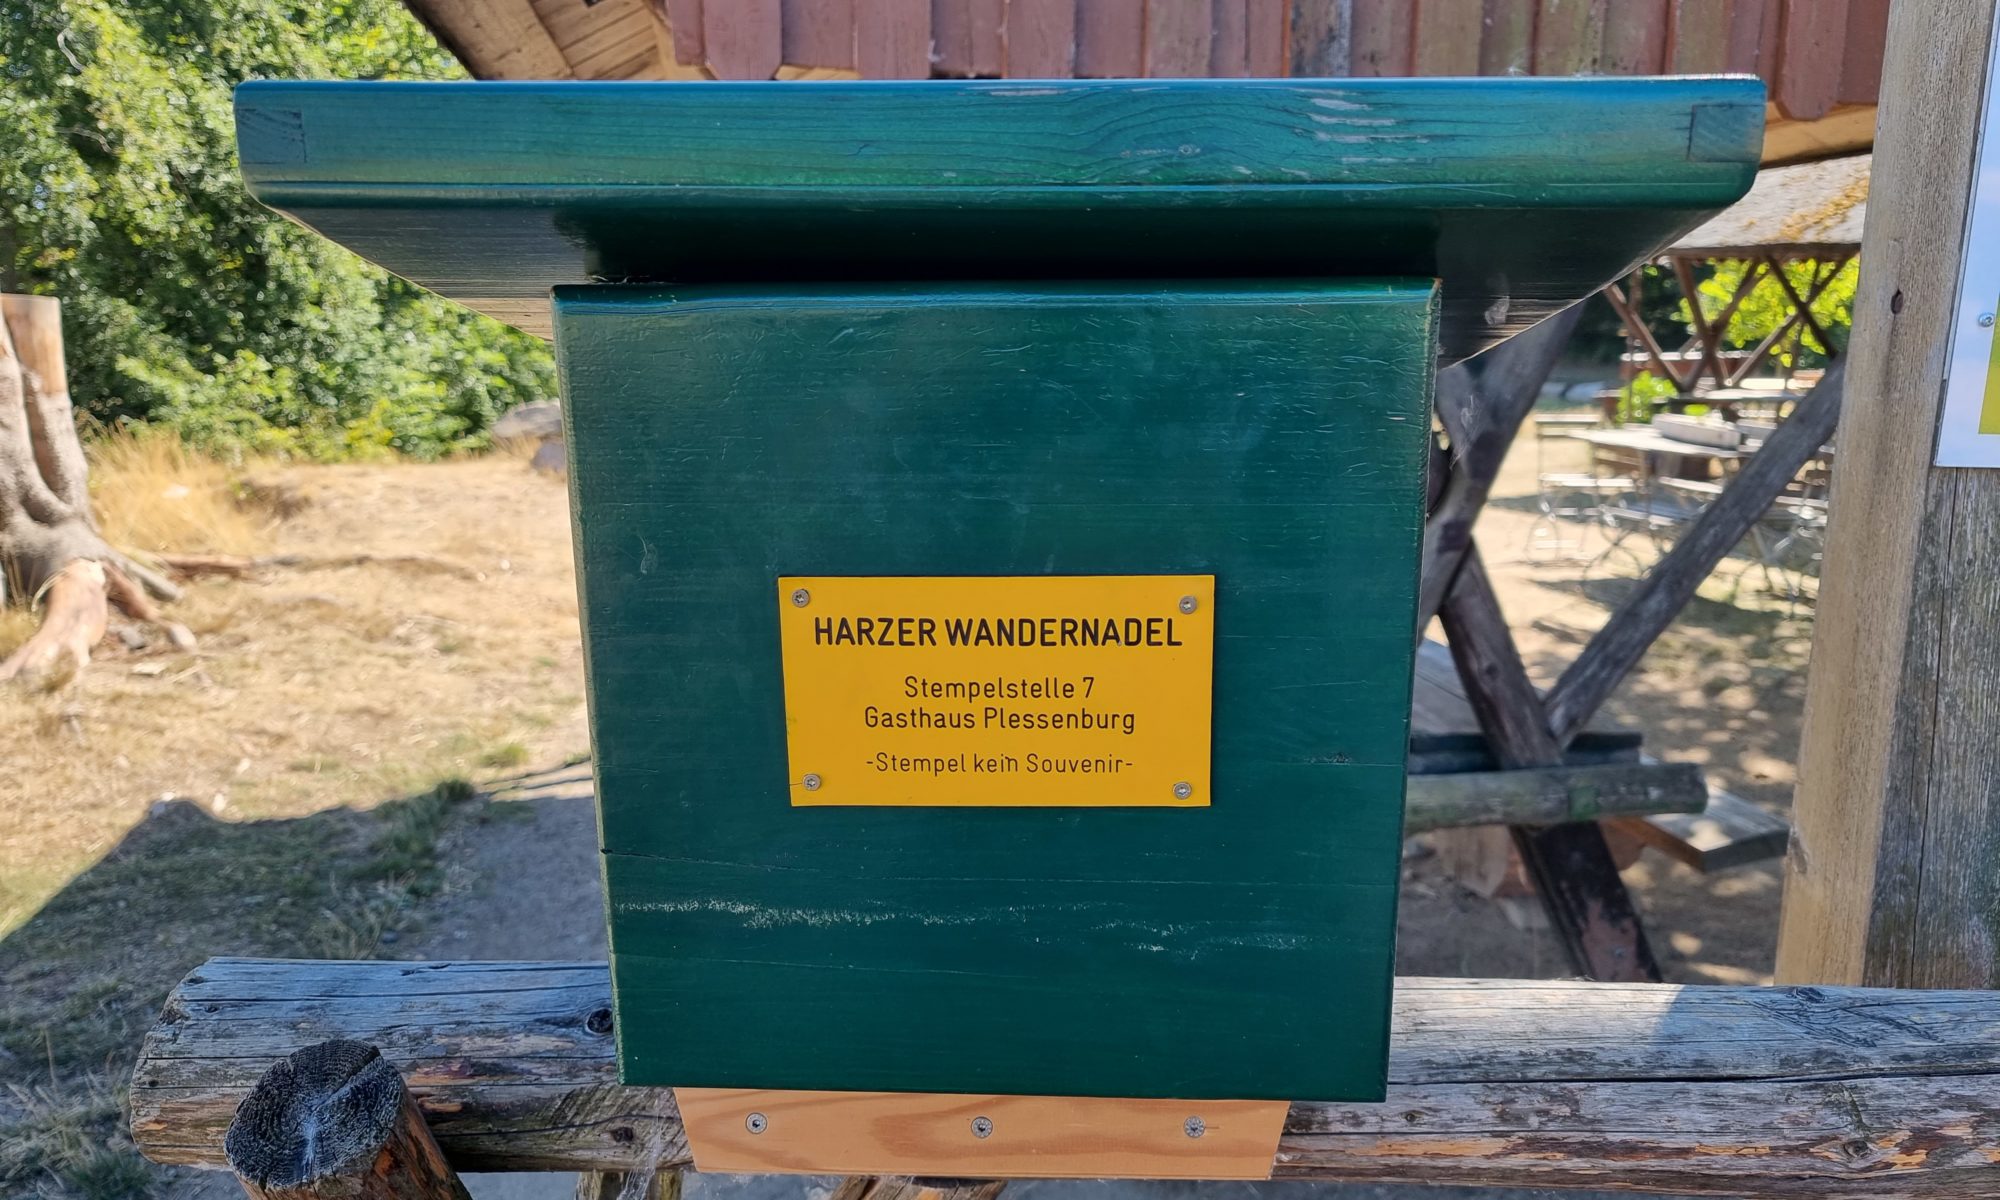 HARZER WANDERNADEL
Stempelstelle 7
Gasthaus Plessenburg
-Stempel kein Souvenir-